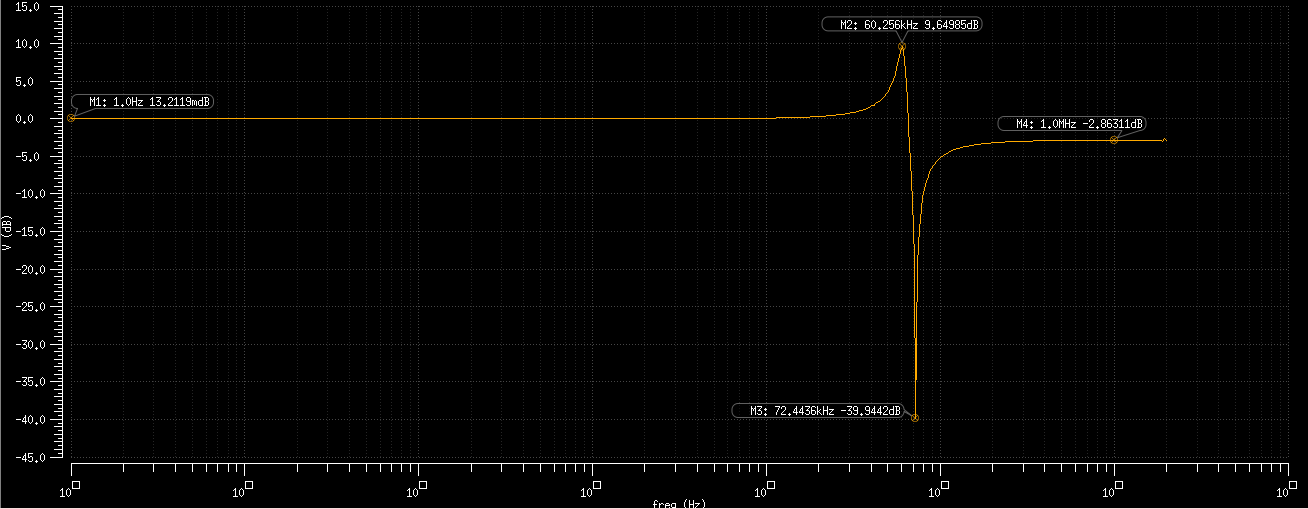 15.0
M2: 60.256kHz 9.64985dB
10.0
5.0
M1: 1.0Hz 13.2119mdB
M4: 1.0MHz -2.86311dB
0.0
-5.0
-10.0
-15.0
V (dB)
-20.0
-25.0
-30.0
-35.0
M3: 72.4436kHz -39.9442dB
-40.0
-45.0
10□ 10□ 10□ 10□ 10□ 10□ 10□ 10□
freq (Hz)